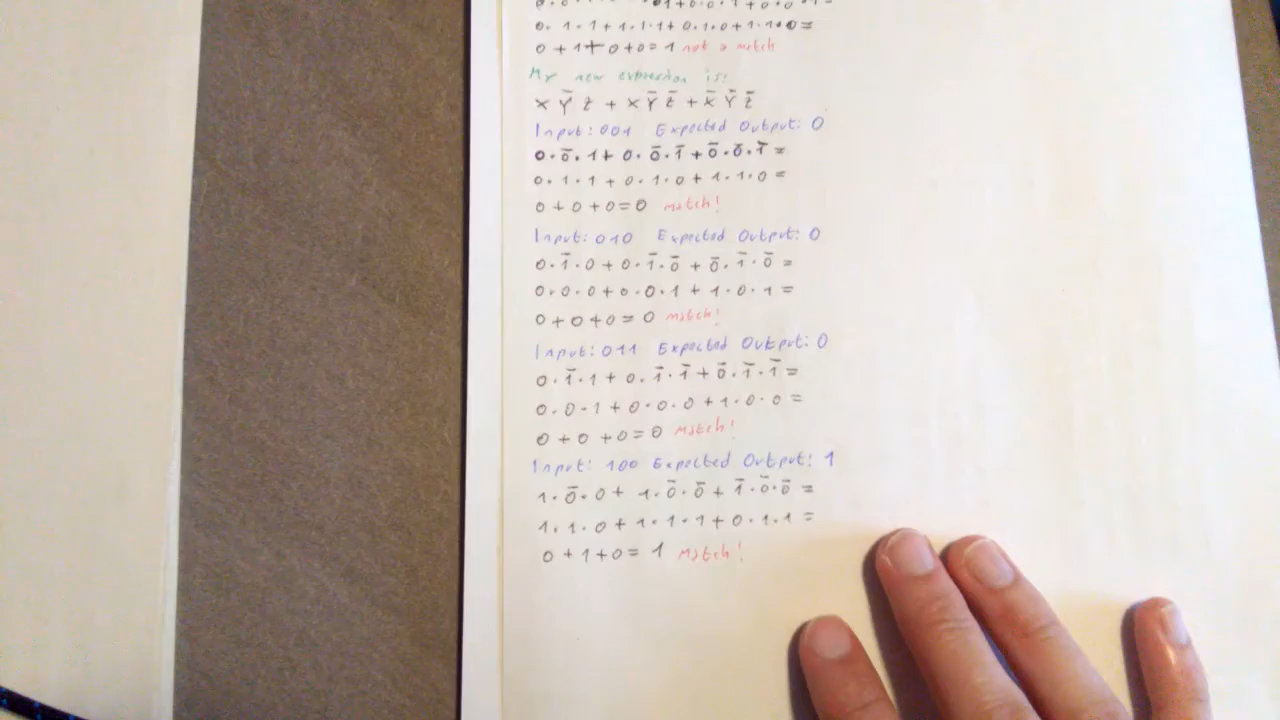 0. 1.1+1.1.1+0.1.0+1.1.0=
0+1+0+0=1 not a match
My new expression is:
X Y̅ Z + X Y̅ Z̅ + X̅ Y̅ Z̅
Input: 001 Expected Output: 0
0·0̅·1+0·0̅·1̅+0̅·0̅·1̅=
0·1·1+0·1·0+1·1·0=
0+0+0=0 Match!
Input: 010 Expected Output: 0
0·1̅·0+0·1̅·0̅+0̅·1̅·0̅=
0·0·0+0·0·1+1·0·1=
0+0+0=0 Match!
Input: 011 Expected Output: 0
0·1̅·1+0·1̅·1̅+0̅·1̅·1̅=
0·0·1+0·0·0+1·0·0=
0+0+0=0 Match!
Input: 100 Expected Output: 1
1·0̅·0+1·0̅·0̅+1̅·0̅·0̅=
1·1·0+1·1·1+0·1·1=
0+1+0=1 Match!